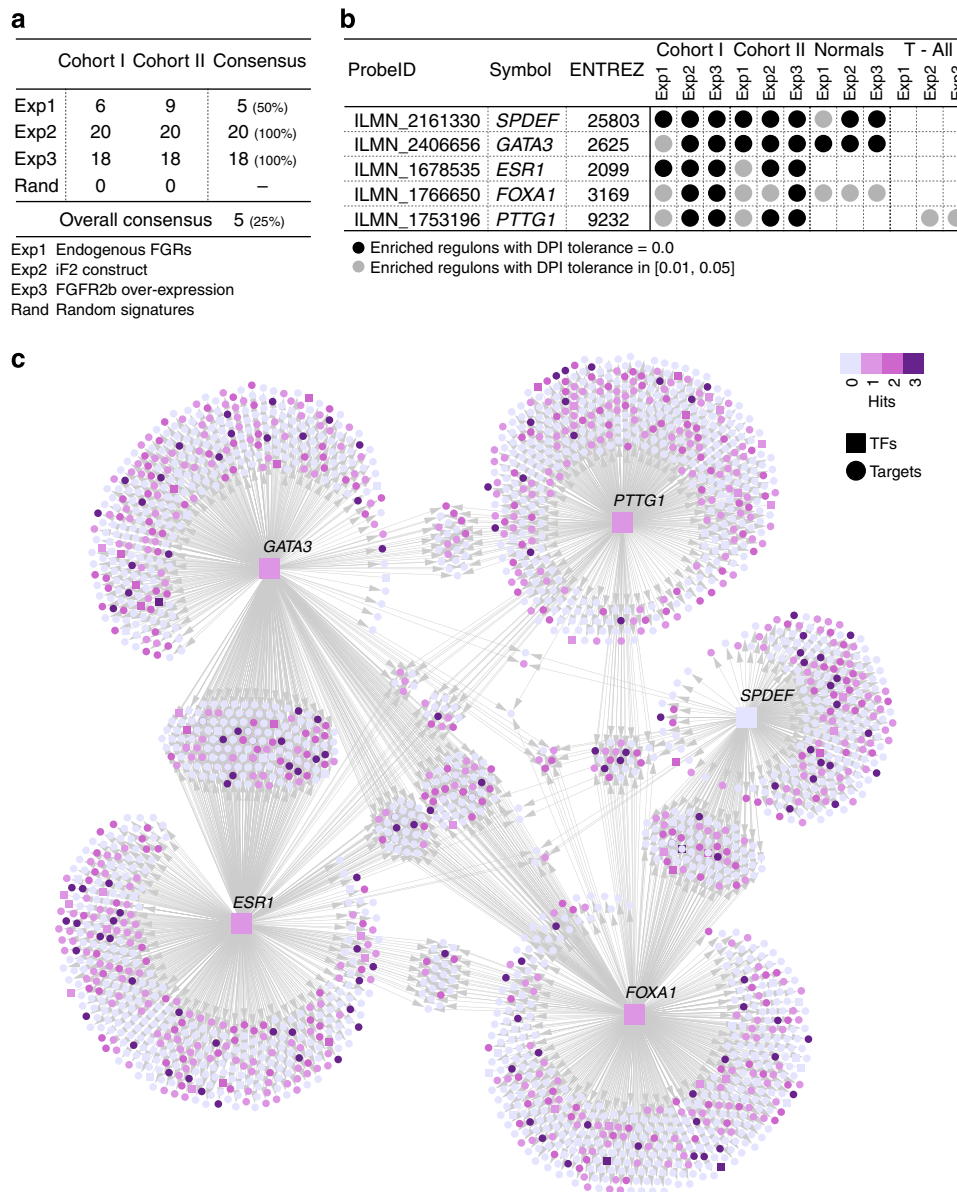 a
Cohort I Cohort II Consensus
Exp1 6 9 5 (50%)
Exp2 20 20 20 (100%)
Exp3 18 18 18 (100%)
Rand 0 0 –
Overall consensus 5 (25%)
Exp1 Endogenous FGRs
Exp2 iF2 construct
Exp3 FGFR2b over-expression
Rand Random signatures
b
Cohort I Cohort II Normals T - All
ProbeID Symbol ENTREZ Exp1 Exp2 Exp3 Exp1 Exp2 Exp3 Exp1 Exp2 Exp3 Exp1 Exp2 Exp3
ILMN_2161330 SPDEF 25803
ILMN_2406656 GATA3 2625
ILMN_1678535 ESR1 2099
ILMN_1766650 FOXA1 3169
ILMN_1753196 PTTG1 9232
Enriched regulons with DPI tolerance = 0.0
Enriched regulons with DPI tolerance in [0.01, 0.05]
c
0 1 2 3
Hits
TFs
Targets
PTTG1
GATA3
SPDEF
ESR1
FOXA1